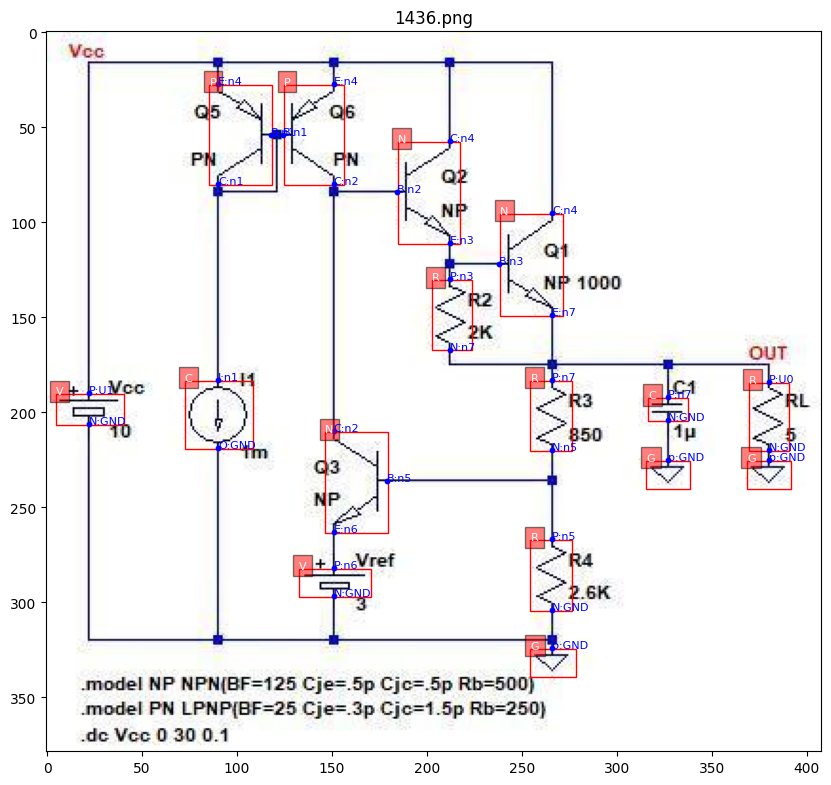 1436.png
Vcc
P E:n4
P E:n4
Q5
Q6
PN
PN
C:n1
C:n2
N C:n4
Q2
NP
B:n2
E:n3
N C:n4
Q1
NP 1000
B:n3
E:n7
R P:n3
R2
2K
N:n7
OUT
V P:U1
+ Vcc
10
N:GND
C I:n1
I1
1m
O:GND
R P:n7
R3
850
N:n5
C P:n7
C1
N:GND
1µ
G p:GND
R P:U0
RL
5
N:GND
G p:GND
N C:n2
Q3
NP
B:n5
E:n6
V P:n6
+ Vref
3
N:GND
R P:n5
R4
2.6K
N:GND
G p:GND
.model NP NPN(BF=125 Cje=.5p Cjc=.5p Rb=500)
.model PN LPNP(BF=25 Cje=.3p Cjc=1.5p Rb=250)
.dc Vcc 0 30 0.1
0
50
100
150
200
250
300
350
0 50 100 150 200 250 300 350 400